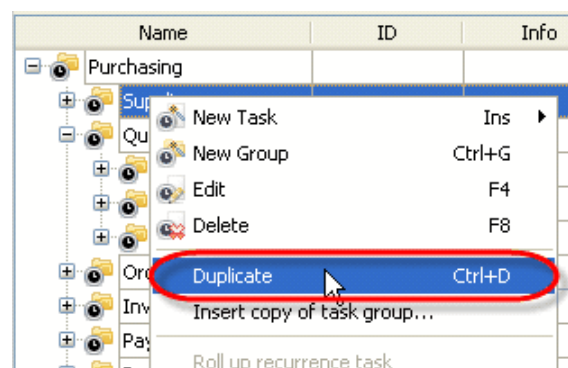 Name ID Info
Purchasing
New Task Ins
New Group Ctrl+G
Edit F4
Delete F8
Duplicate Ctrl+D
Insert copy of task group...
Roll up recurrence task